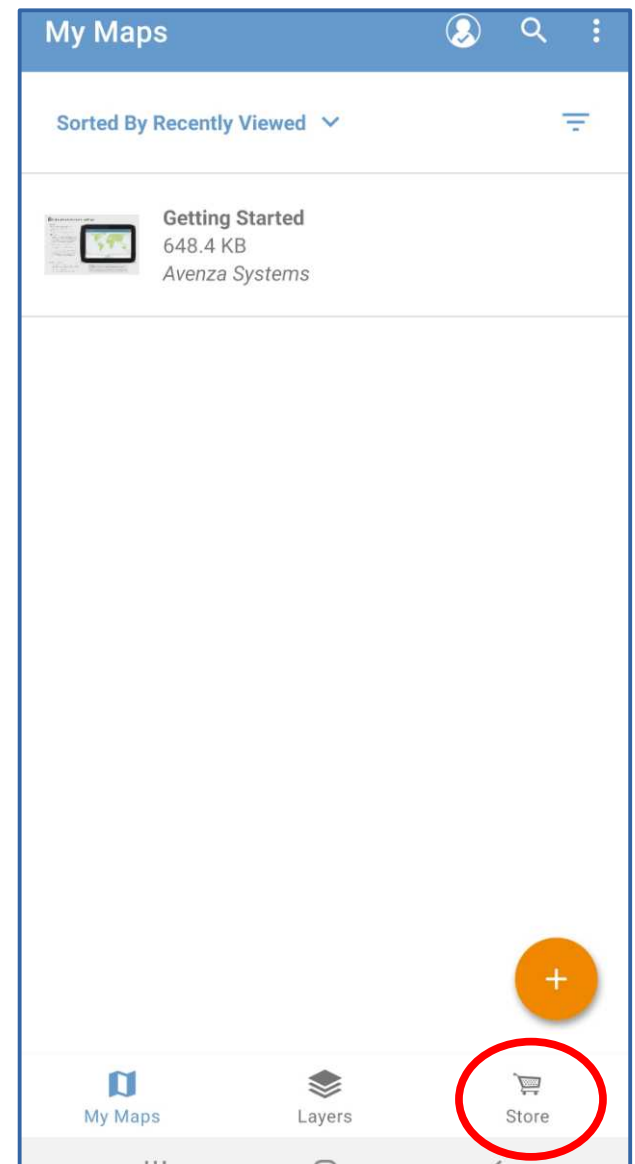 My Maps
Sorted By Recently Viewed
Getting Started
648.4 KB
Avenza Systems
My Maps
Layers
Store